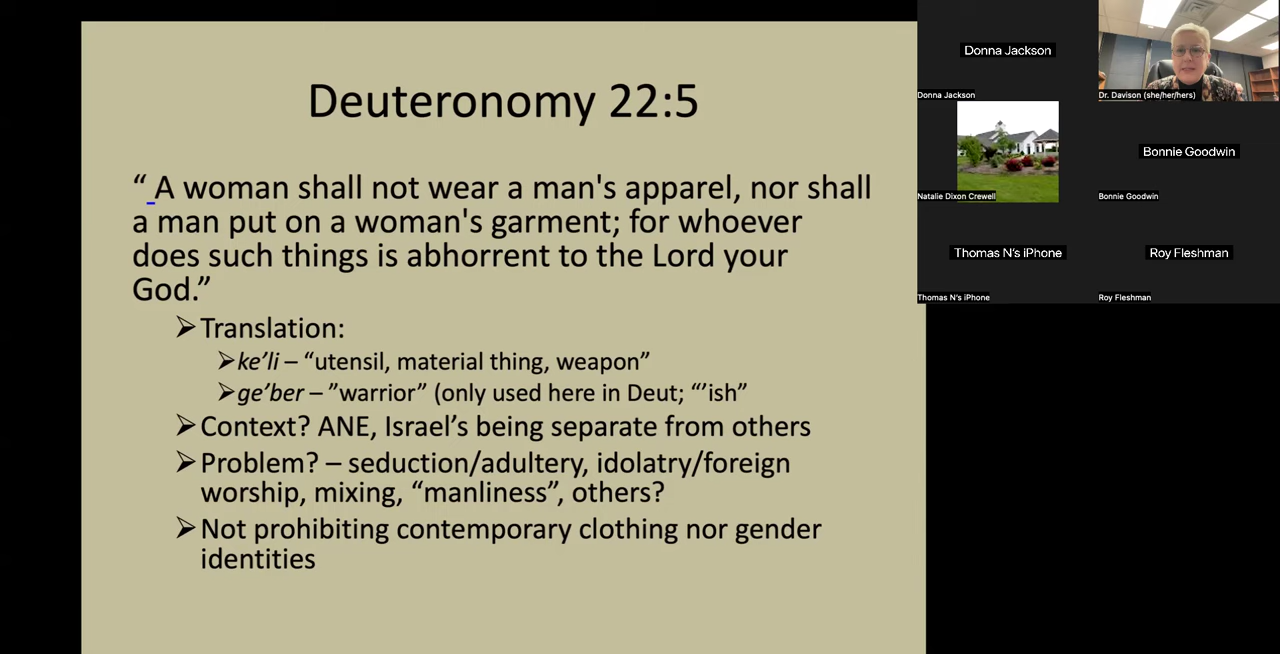 Deuteronomy 22:5
“ A woman shall not wear a man's apparel, nor shall
a man put on a woman's garment; for whoever
does such things is abhorrent to the Lord your
God.”
Translation:
ke’li – “utensil, material thing, weapon”
ge’ber – ”warrior” (only used here in Deut; “’ish”
Context? ANE, Israel’s being separate from others
Problem? – seduction/adultery, idolatry/foreign
worship, mixing, “manliness”, others?
Not prohibiting contemporary clothing nor gender
identities
Donna Jackson
Donna Jackson
Dr. Davison (she/her/hers)
Natalie Dixon Crewell
Bonnie Goodwin
Bonnie Goodwin
Thomas N’s iPhone
Thomas N’s iPhone
Roy Fleshman
Roy Fleshman